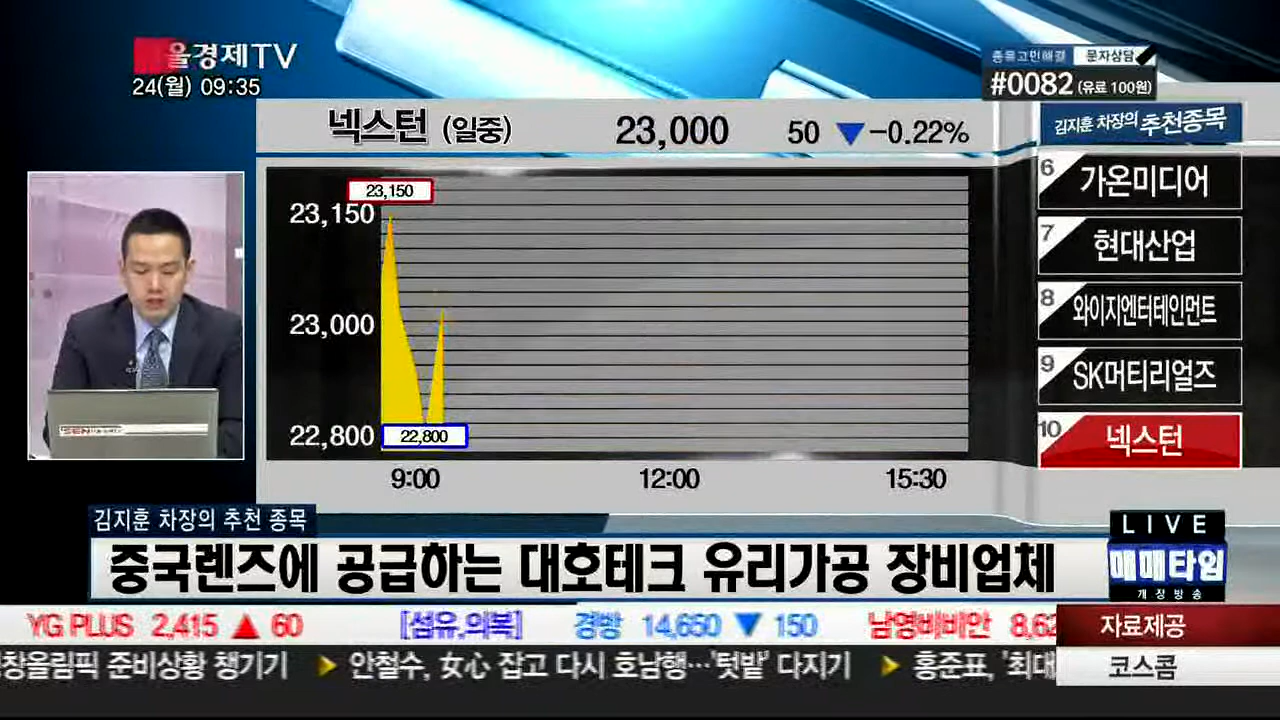 울경제TV
24(월) 09:35
종목고민해결 문자상담
#0082 (유료 100원)
넥스턴 (일중) 23,000 50 ▼ -0.22%
김지훈 차장의 추천종목
6 가온미디어
7 현대산업
8 와이지엔터테인먼트
9 SK머티리얼즈
10 넥스턴
23,150
23,150
23,000
22,800
22,800
9:00 12:00 15:30
SEN
김지훈 차장의 추천 종목
중국렌즈에 공급하는 대호테크 유리가공 장비업체
LIVE
매매타임
개장방송
YG PLUS 2,415 ▲ 60 [섬유,의복] 경방 14,650 ▼ 150 남영비비안 8,62
자료제공
코스콤
창올림픽 준비상황 챙기기 ▶ 안철수, 女心 잡고 다시 호남행…'텃밭' 다지기 ▶ 홍준표, '최대